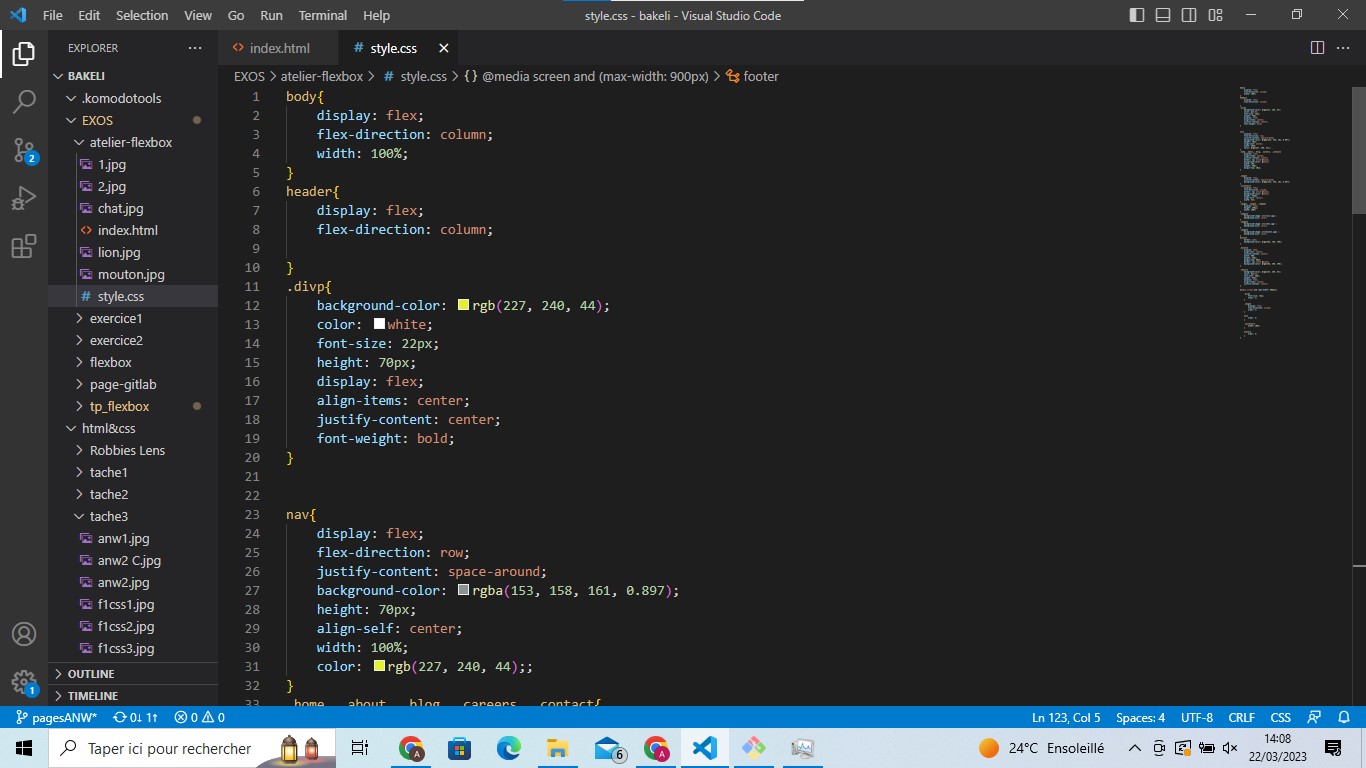 File Edit Selection View Go Run Terminal Help style.css - bakeli - Visual Studio Code
EXPLORER
BAKELI
.komodotools
EXOS
atelier-flexbox
1.jpg
2.jpg
chat.jpg
index.html
lion.jpg
mouton.jpg
style.css
exercice1
exercice2
flexbox
page-gitlab
tp_flexbox
html&css
Robbies Lens
tache1
tache2
tache3
anw1.jpg
anw2 C.jpg
anw2.jpg
f1css1.jpg
f1css2.jpg
f1css3.jpg
OUTLINE
TIMELINE
index.html # style.css
EXOS > atelier-flexbox > # style.css > {} @media screen and (max-width: 900px) > footer
1 body{
2 display: flex;
3 flex-direction: column;
4 width: 100%;
5 }
6 header{
7 display: flex;
8 flex-direction: column;
9
10 }
11 .divp{
12 background-color: rgb(227, 240, 44);
13 color: white;
14 font-size: 22px;
15 height: 70px;
16 display: flex;
17 align-items: center;
18 justify-content: center;
19 font-weight: bold;
20 }
21
22
23 nav{
24 display: flex;
25 flex-direction: row;
26 justify-content: space-around;
27 background-color: rgba(153, 158, 161, 0.897);
28 height: 70px;
29 align-self: center;
30 width: 100%;
31 color: rgb(227, 240, 44);;
32 }
33 .home, .about, .blog, .careers, .contact{
pagesANW* 0↓ 1↑ 0 0 Ln 123, Col 5 Spaces: 4 UTF-8 CRLF CSS
2
1
Taper ici pour rechercher
6
24°C Ensoleillé
14:08
22/03/2023